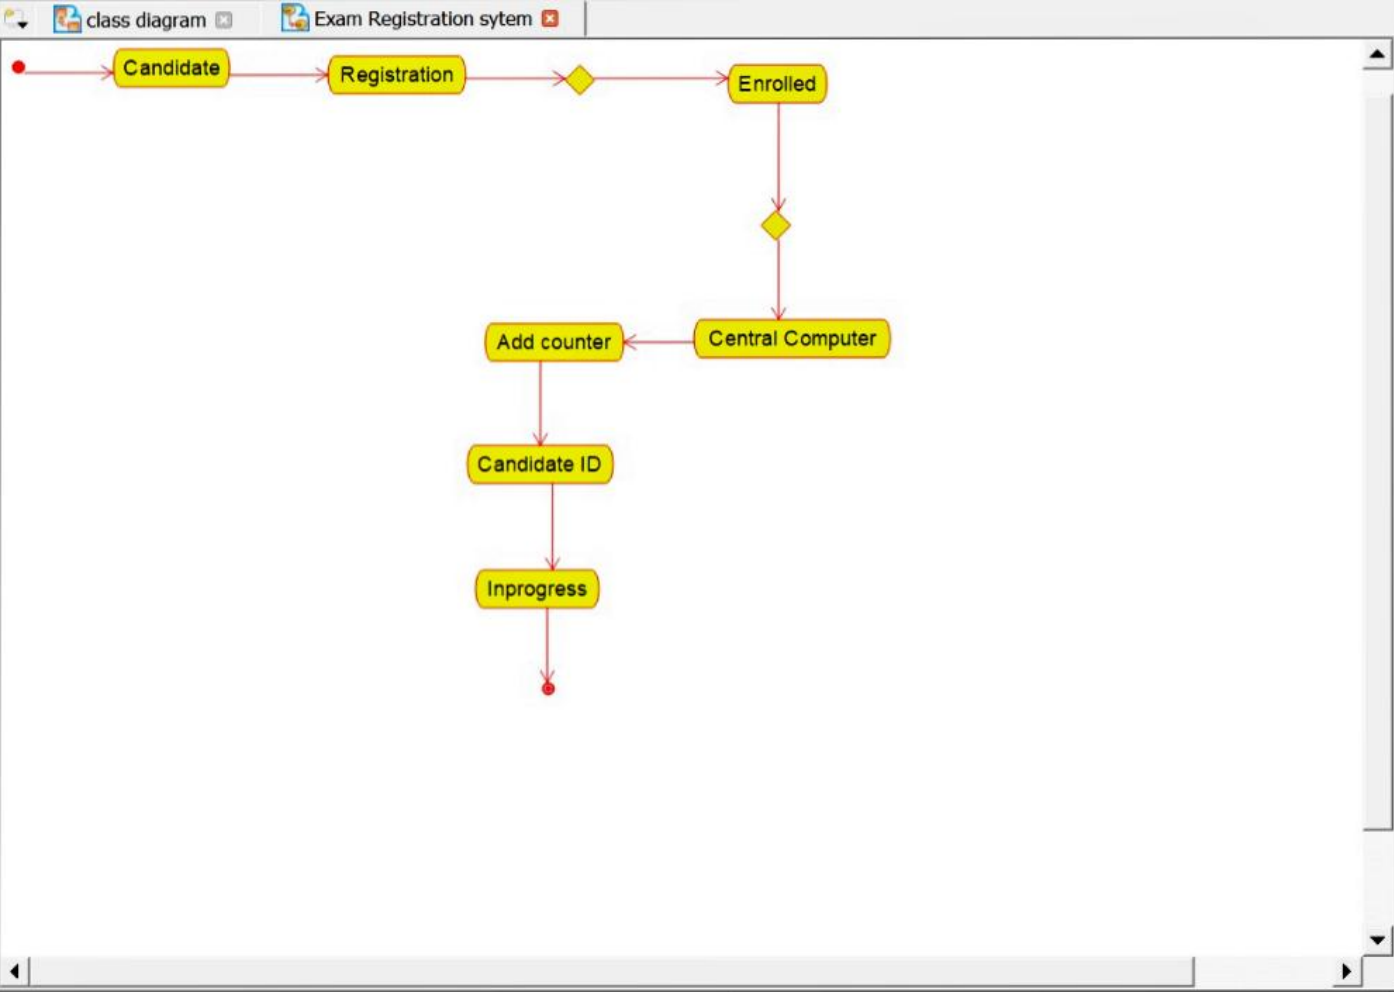 class diagram
Exam Registration sytem
Candidate
Registration
Enrolled
Central Computer
Add counter
Candidate ID
Inprogress